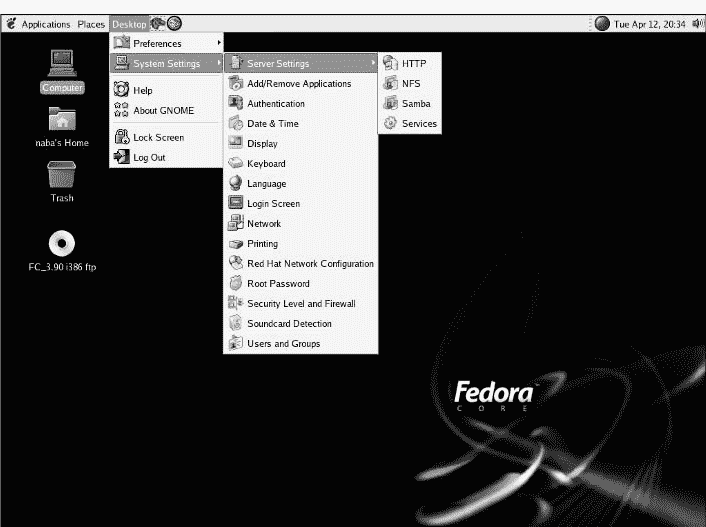 Applications Places Desktop Tue Apr 12, 20:34
Preferences
System Settings
Help
About GNOME
Lock Screen
Log Out
Server Settings
Add/Remove Applications
Authentication
Date & Time
Display
Keyboard
Language
Login Screen
Network
Printing
Red Hat Network Configuration
Root Password
Security Level and Firewall
Soundcard Detection
Users and Groups
HTTP
NFS
Samba
Services
Computer
naba's Home
Trash
FC_3.90 i386 ftp
Fedora™
CORE